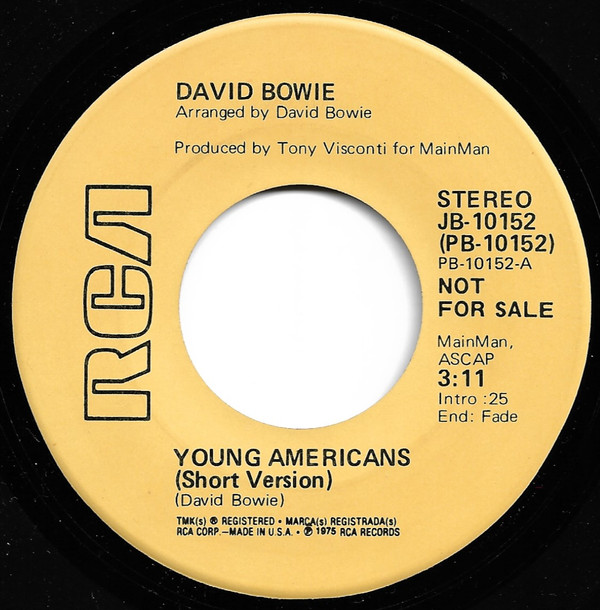 DAVID BOWIE
Arranged by David Bowie
Produced by Tony Visconti for MainMan
RCA
STEREO
JB-10152
(PB-10152)
PB-10152-A
NOT
FOR SALE
MainMan,
ASCAP
3:11
Intro :25
End: Fade
YOUNG AMERICANS
(Short Version)
(David Bowie)
TMK(s) ® REGISTERED • MARCA(s) REGISTRADA(s)
RCA CORP.—MADE IN U.S.A. • ℗ 1975 RCA RECORDS